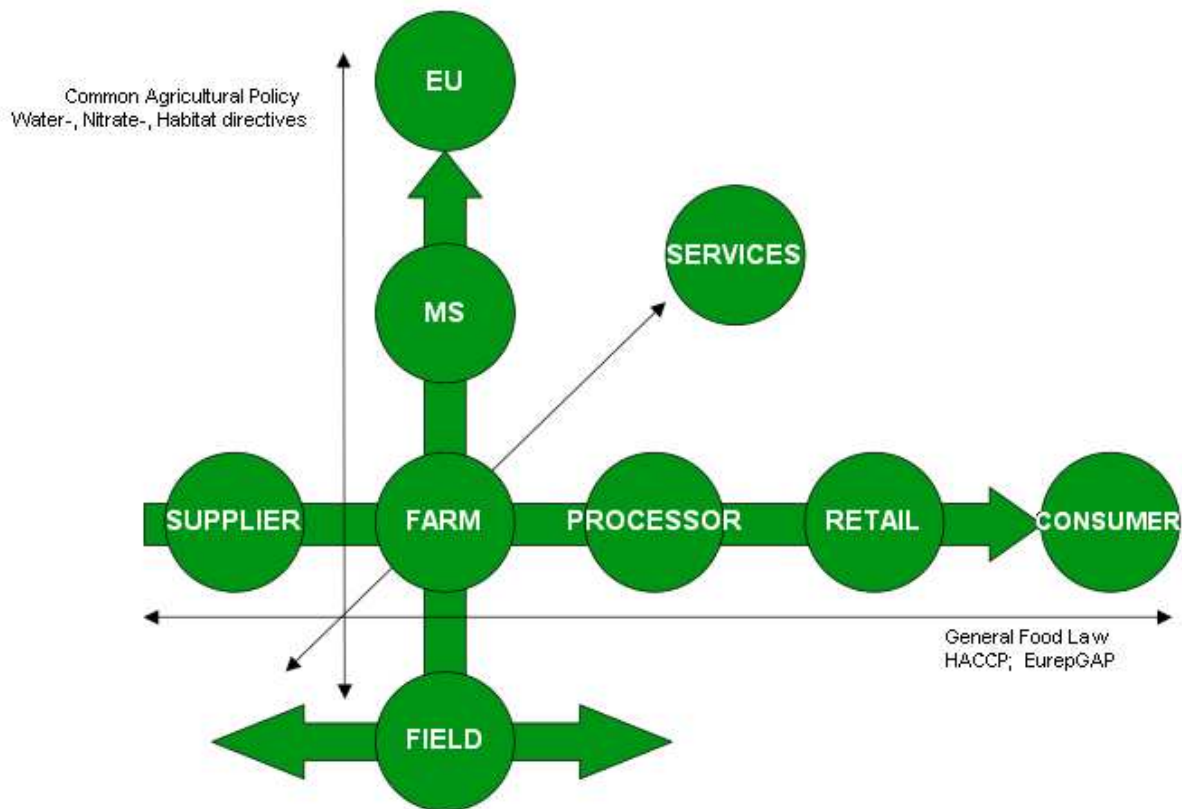 EU
Common Agricultural Policy
Water-, Nitrate-, Habitat directives
SERVICES
MS
SUPPLIER
FARM
PROCESSOR
RETAIL
CONSUMER
General Food Law
HACCP; EurepGAP
FIELD